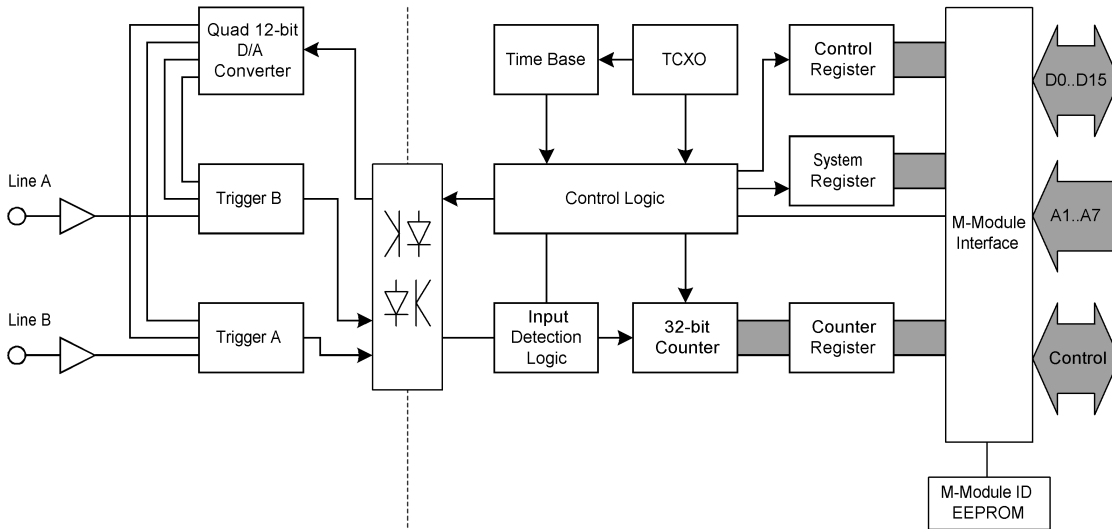 Quad 12-bit
D/A
Converter
Time Base
TCXO
Control
Register
D0..D15
Line A
Trigger B
Control Logic
System
Register
M-Module
Interface
A1..A7
Line B
Trigger A
Input
Detection
Logic
32-bit
Counter
Counter
Register
Control
M-Module ID
EEPROM